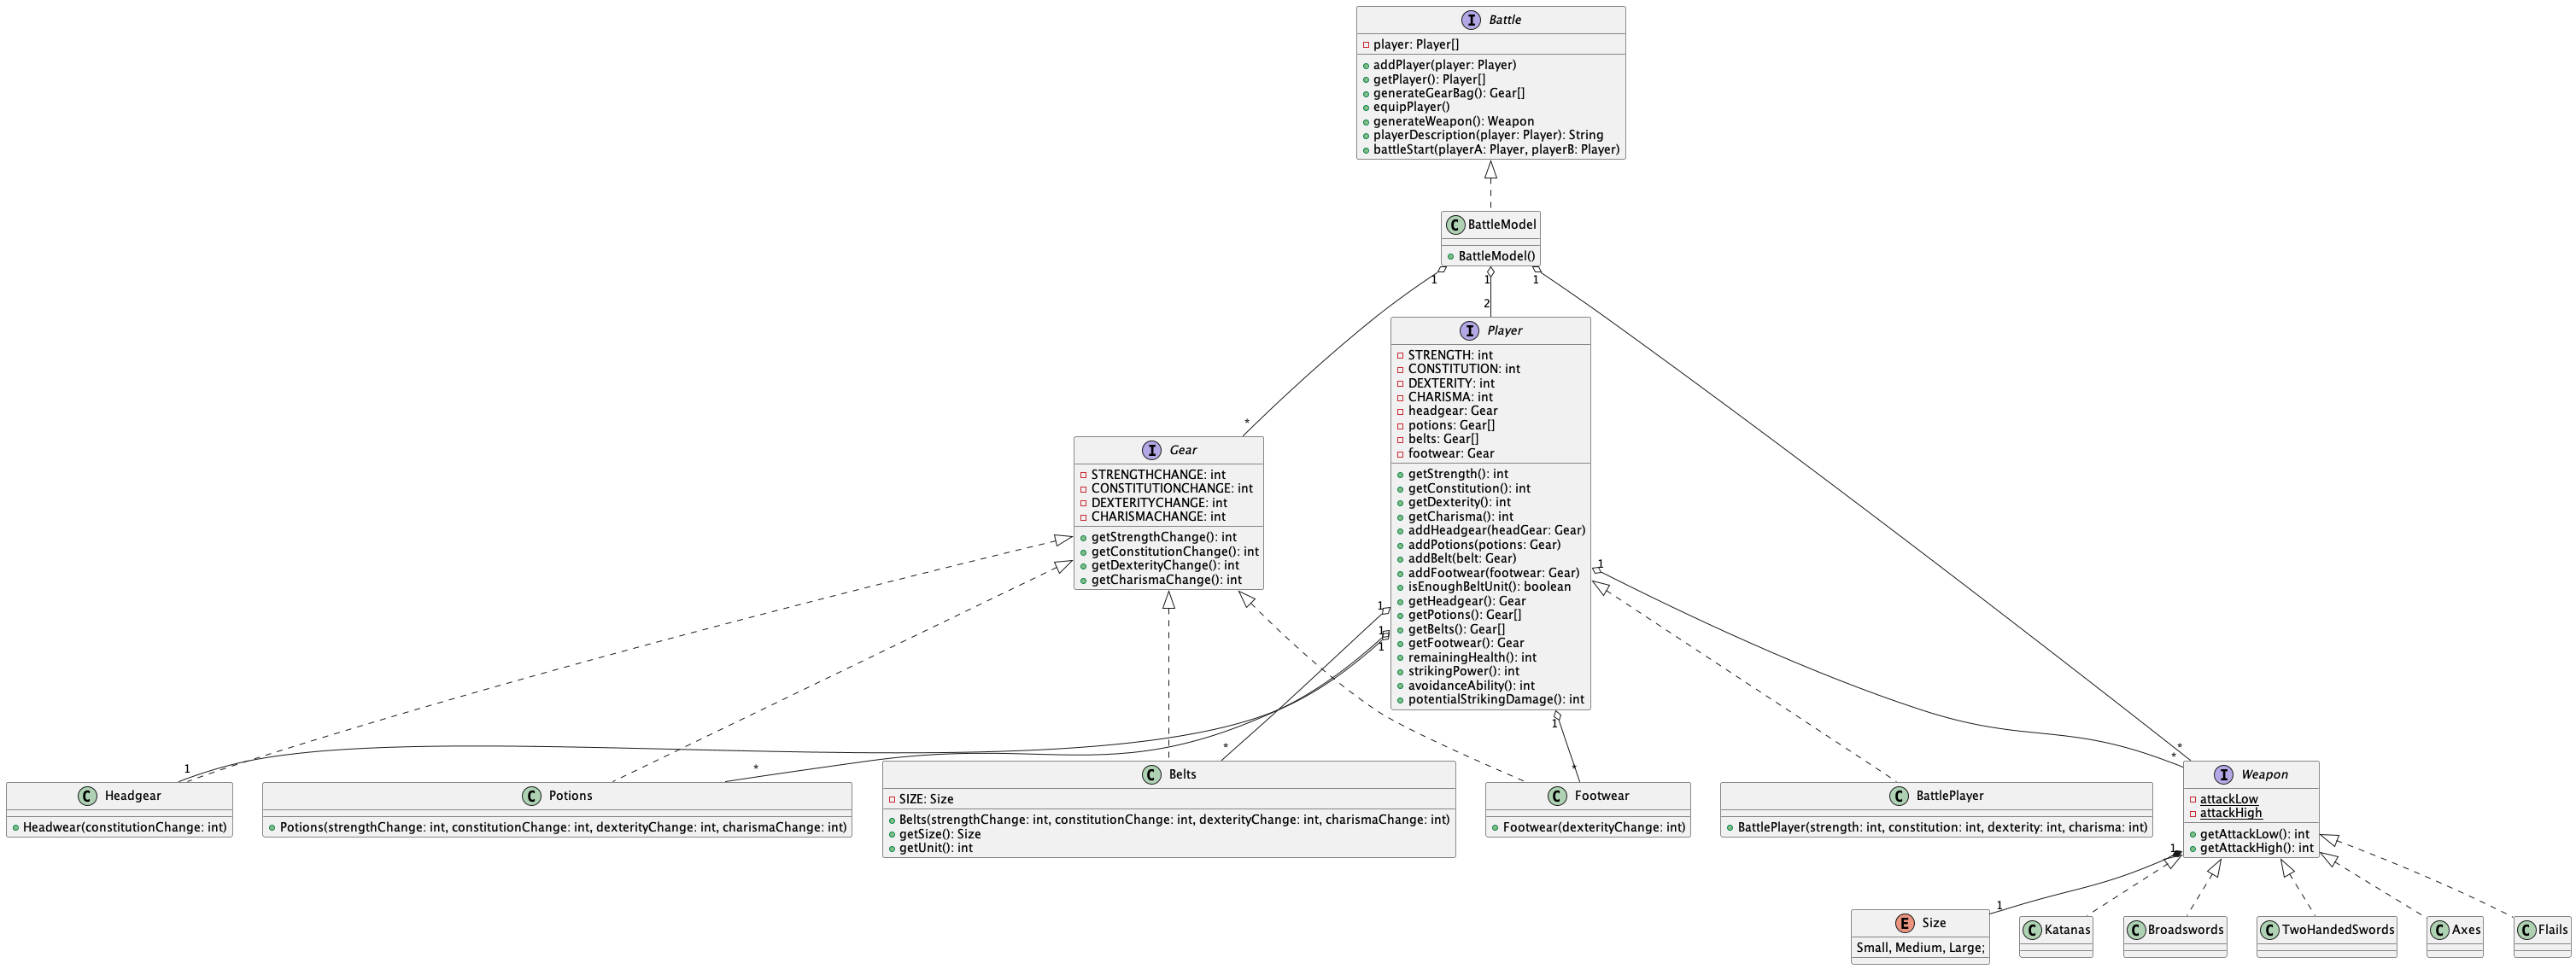 I Battle
player: Player[]
addPlayer(player: Player)
getPlayer(): Player[]
generateGearBag(): Gear[]
equipPlayer()
generateWeapon(): Weapon
playerDescription(player: Player): String
battleStart(playerA: Player, playerB: Player)
C BattleModel
BattleModel()
1 1 1
2
*
I Player
STRENGTH: int
CONSTITUTION: int
DEXTERITY: int
CHARISMA: int
headgear: Gear
potions: Gear[]
belts: Gear[]
footwear: Gear
getStrength(): int
getConstitution(): int
getDexterity(): int
getCharisma(): int
addHeadgear(headGear: Gear)
addPotions(potions: Gear)
addBelt(belt: Gear)
addFootwear(footwear: Gear)
isEnoughBeltUnit(): boolean
getHeadgear(): Gear
getPotions(): Gear[]
getBelts(): Gear[]
getFootwear(): Gear
remainingHealth(): int
strikingPower(): int
avoidanceAbility(): int
potentialStrikingDamage(): int
I Gear
STRENGTHCHANGE: int
CONSTITUTIONCHANGE: int
DEXTERITYCHANGE: int
CHARISMACHANGE: int
getStrengthChange(): int
getConstitutionChange(): int
getDexterityChange(): int
getCharismaChange(): int
1
1
1
1
1
1
*
*
*
*
*
C Headgear
Headwear(constitutionChange: int)
C Potions
Potions(strengthChange: int, constitutionChange: int, dexterityChange: int, charismaChange: int)
C Belts
SIZE: Size
Belts(strengthChange: int, constitutionChange: int, dexterityChange: int, charismaChange: int)
getSize(): Size
getUnit(): int
C Footwear
Footwear(dexterityChange: int)
C BattlePlayer
BattlePlayer(strength: int, constitution: int, dexterity: int, charisma: int)
I Weapon
attackLow
attackHigh
getAttackLow(): int
getAttackHigh(): int
1
1
E Size
Small, Medium, Large;
C Katanas
C Broadswords
C TwoHandedSwords
C Axes
C Flails